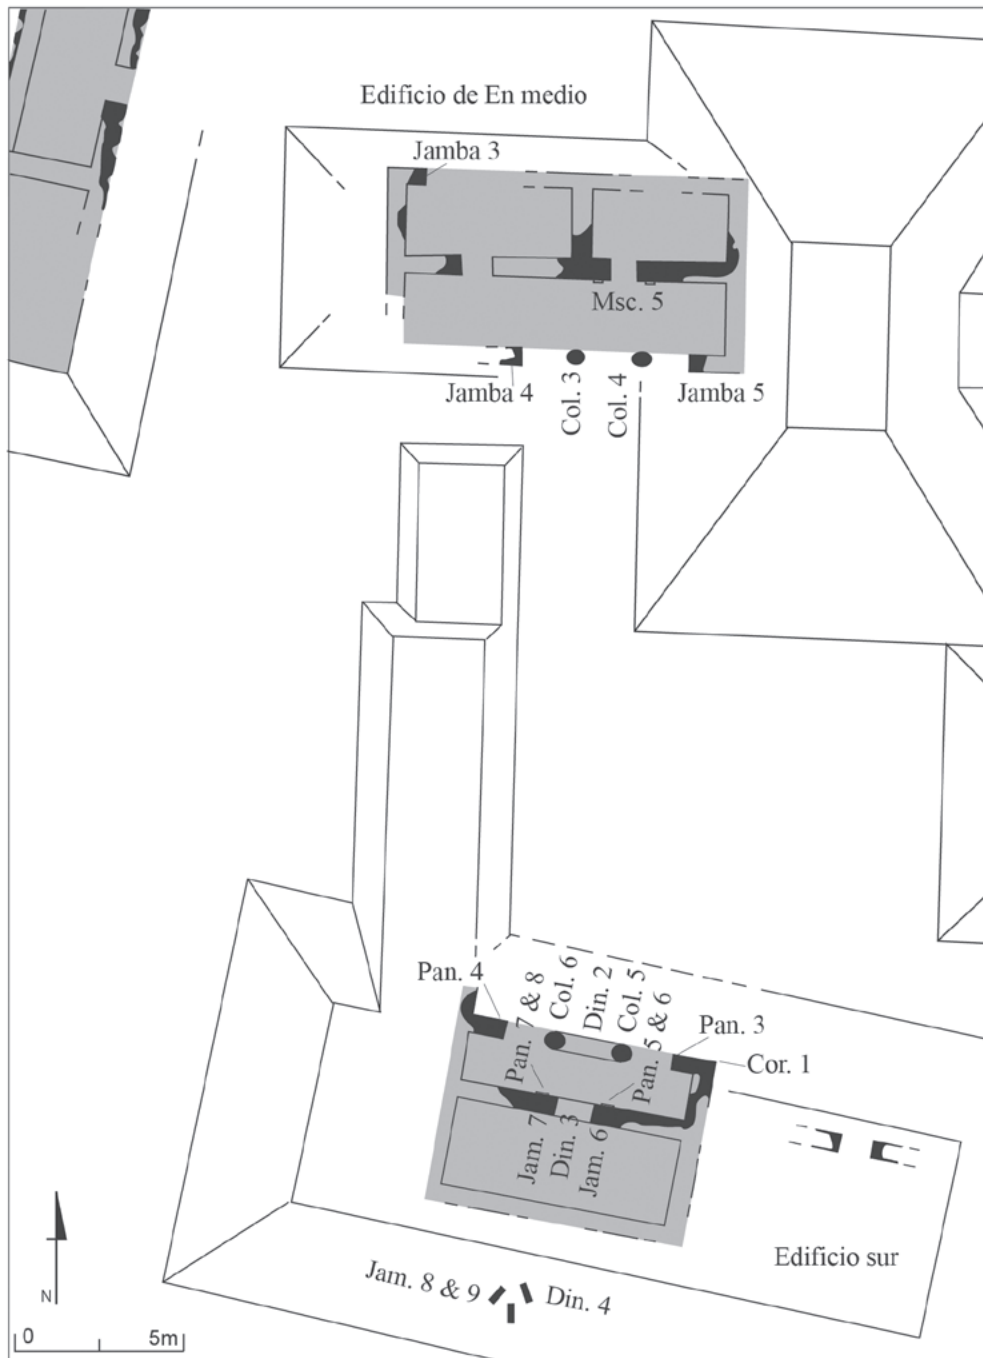 Edificio de En medio
Jamba 3
Msc. 5
Jamba 4
Col. 3
Col. 4
Jamba 5
Pan. 4
Pan. 7 & 8
Col. 6
Din. 2
Col. 5
Pan. 5 & 6
Pan. 3
Cor. 1
Jam. 7
Din. 3
Jam. 6
Edificio sur
Jam. 8 & 9
Din. 4
N
0 5m